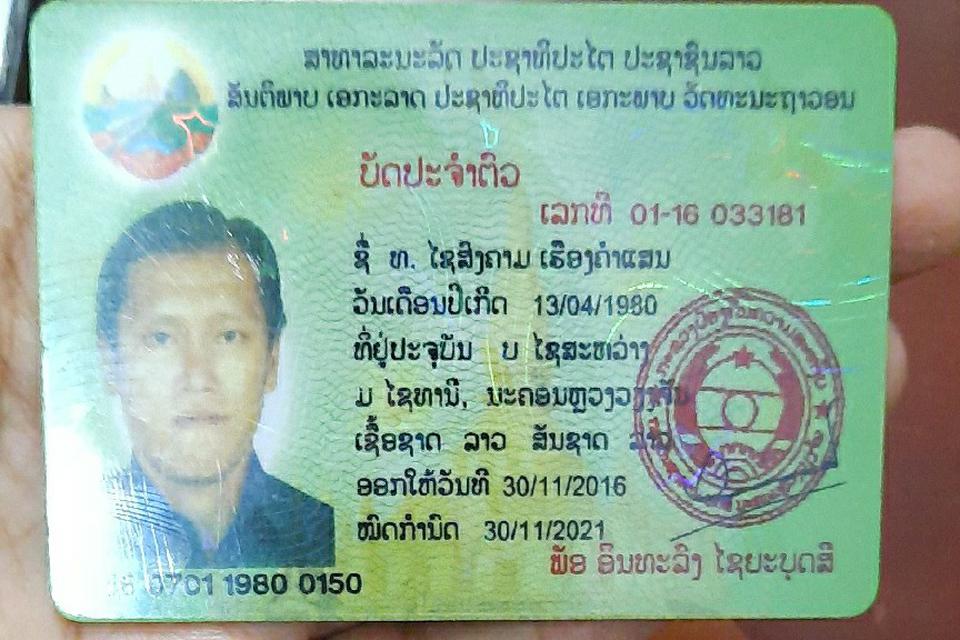 ສາທາລະນະລັດ ປະຊາທິປະໄຕ ປະຊາຊົນລາວ
ສັນຕິພາບ ເອກະລາດ ປະຊາທິປະໄຕ ເອກະພາບ ວັດທະນະຖາວອນ
ບັດປະຈຳຕົວ
ເລກທີ 01-16 033181
ຊື່ ທ. ໄຊສົງຄາມ ເຮືອງຄຳແສນ
ວັນເດືອນປີເກີດ 13/04/1980
ທີ່ຢູ່ປະຈຸບັນ ບ ໄຊສະຫວ່າງ
ມ ໄຊທານີ, ນະຄອນຫຼວງວຽງຈັນ
ເຊື້ອຊາດ ລາວ ສັນຊາດ ລາວ
ອອກໃຫ້ວັນທີ 30/11/2016
ໝົດກຳນົດ 30/11/2021
ພັອ ອິນທະລົງ ໄຊຍະບຸດສີ
0701 1980 0150